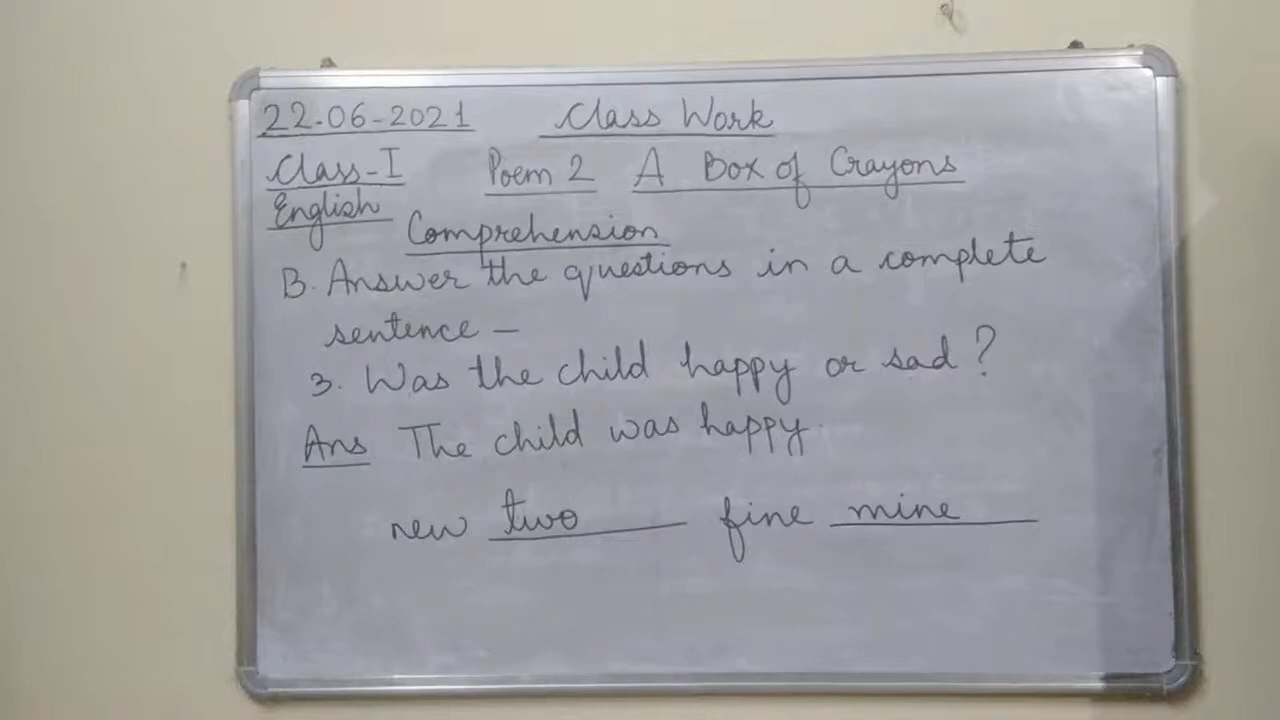 22-06-2021 Class Work
Class-I Poem 2 A Box of Crayons
English
Comprehension
B. Answer the questions in a complete
sentence -
3. Was the child happy or sad?
Ans The child was happy.
new two fine mine